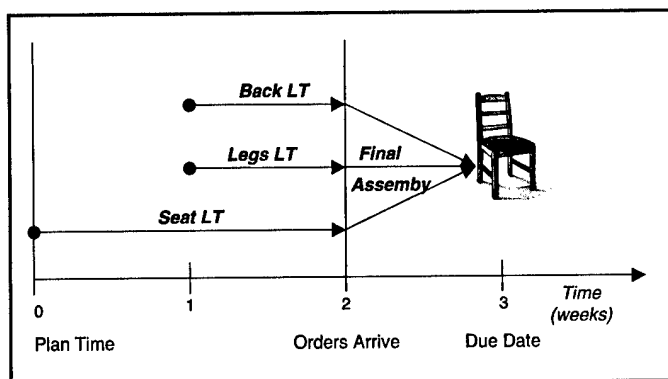 Back LT
Legs LT
Final
Assemby
Seat LT
0
1
2
3
Time
(weeks)
Plan Time
Orders Arrive
Due Date